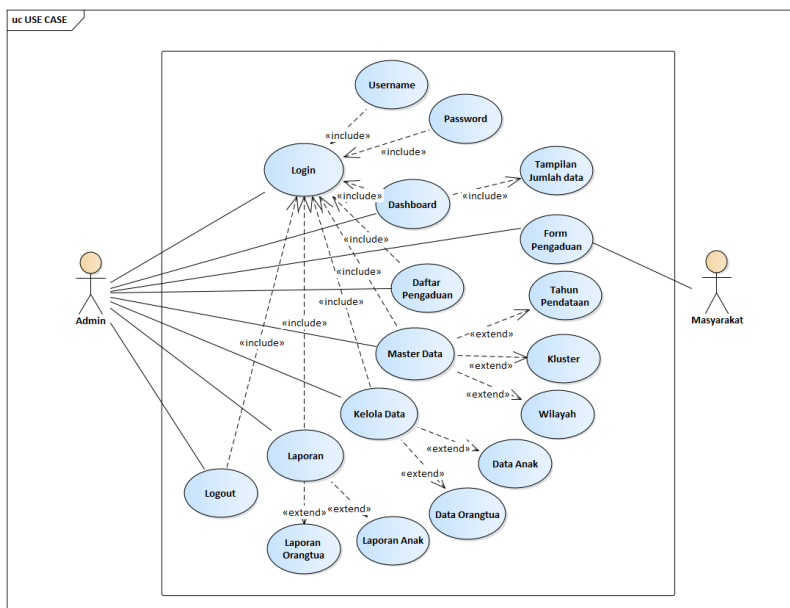 uc USE CASE
Username
Password
«include»
«include»
Login
Tampilan
Jumlah data
«include»
Dashboard
«include»
Form
Pengaduan
«include»
Admin
Masyarakat
Daftar
Pengaduan
Tahun
Pendataan
«include»
«include»
«extend»
«include»
«include»
Master Data
Kluster
«extend»
«extend»
Wilayah
Kelola Data
«extend»
Laporan
Data Anak
«extend»
Logout
Data Orangtua
«extend»
«extend»
Laporan
Orangtua
Laporan Anak